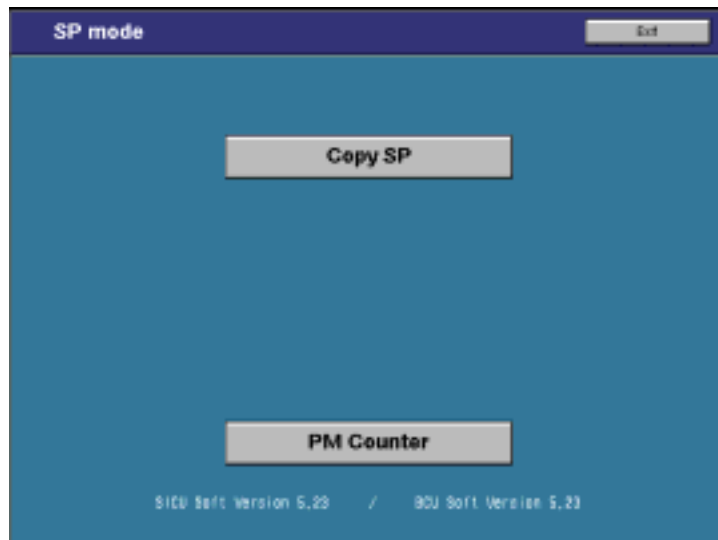 SP mode
Exit
Copy SP
PM Counter
SICU Soft Version 5.23 / BCU Soft Version 5.23